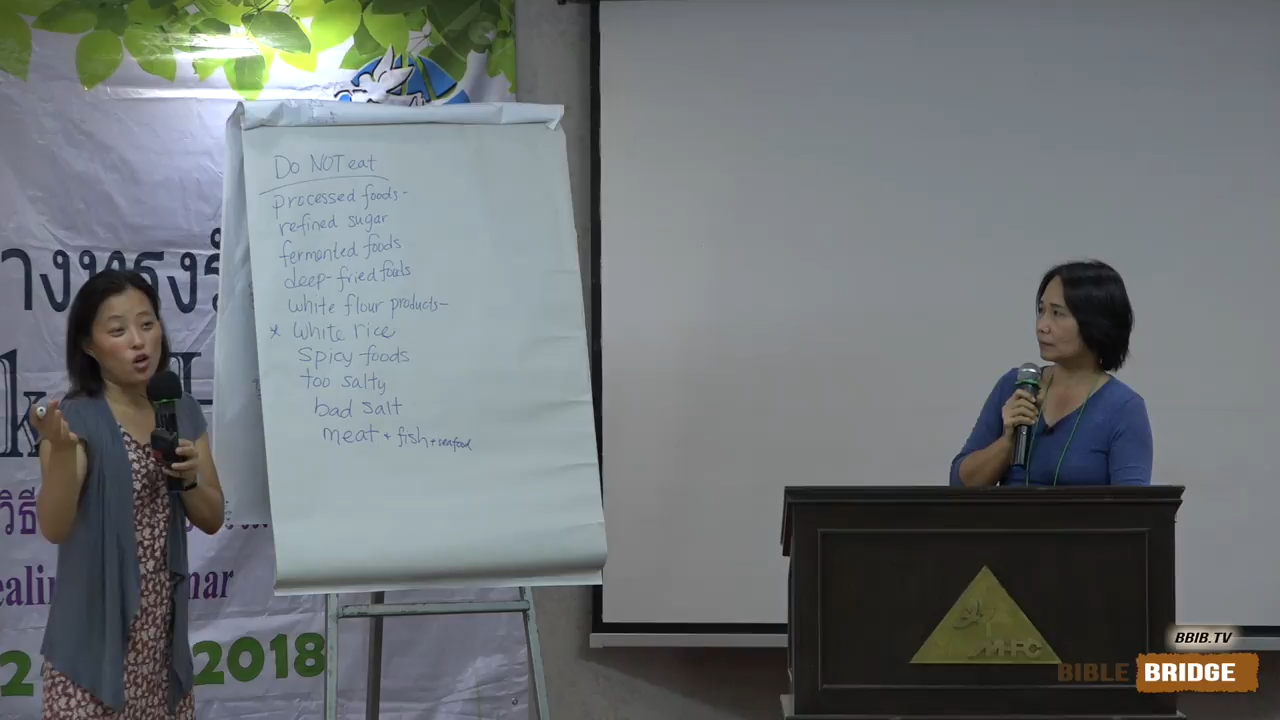 Do NOT eat
processed foods-
refined sugar
fermented foods
deep-fried foods
white flour products-
* White rice
Spicy foods
too salty
bad salt
meat + fish + seafood
2018
BBIB.TV
BIBLE BRIDGE